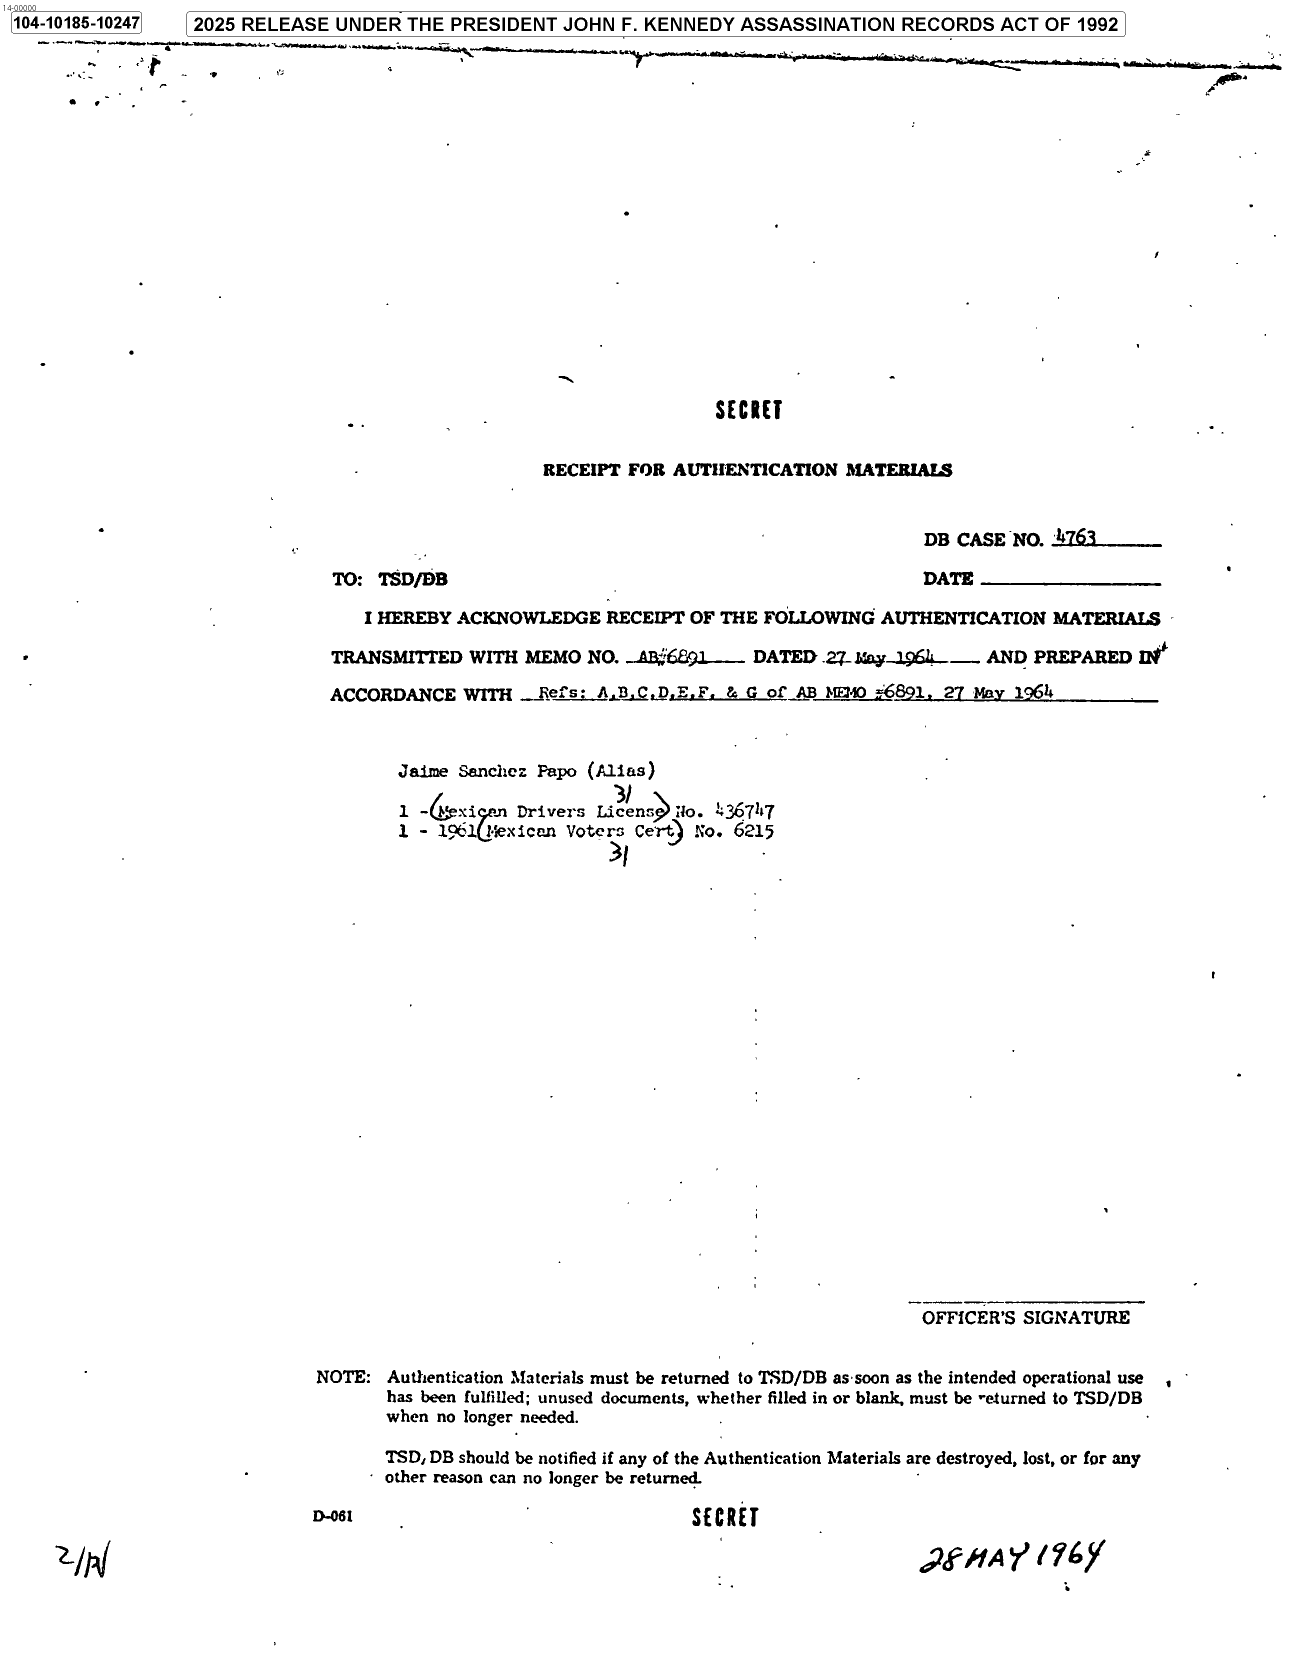 14-00000
104-10185-10247
2025 RELEASE UNDER THE PRESIDENT JOHN F. KENNEDY ASSASSINATION RECORDS ACT OF 1992
SECRET
RECEIPT FOR AUTHENTICATION MATERIALS
DB CASE NO. 4763
TO: TSD/DB DATE
I HEREBY ACKNOWLEDGE RECEIPT OF THE FOLLOWING AUTHENTICATION MATERIALS
TRANSMITTED WITH MEMO NO. AB#6891 DATED 27 May 1964 AND PREPARED IN
ACCORDANCE WITH Refs: A,B,C,D,E,F, & G of AB MEMO #6891, 27 May 1964
Jaime Sanchez Papo (Alias)
31
1 - (Mexican Drivers License) No. 436747
1 - 1961 (Mexican Voters Cert) No. 6215
31
OFFICER'S SIGNATURE
NOTE: Authentication Materials must be returned to TSD/DB as soon as the intended operational use
has been fulfilled; unused documents, whether filled in or blank, must be returned to TSD/DB
when no longer needed.
TSD/DB should be notified if any of the Authentication Materials are destroyed, lost, or for any
other reason can no longer be returned.
D-061
SECRET
28 MAY 1964